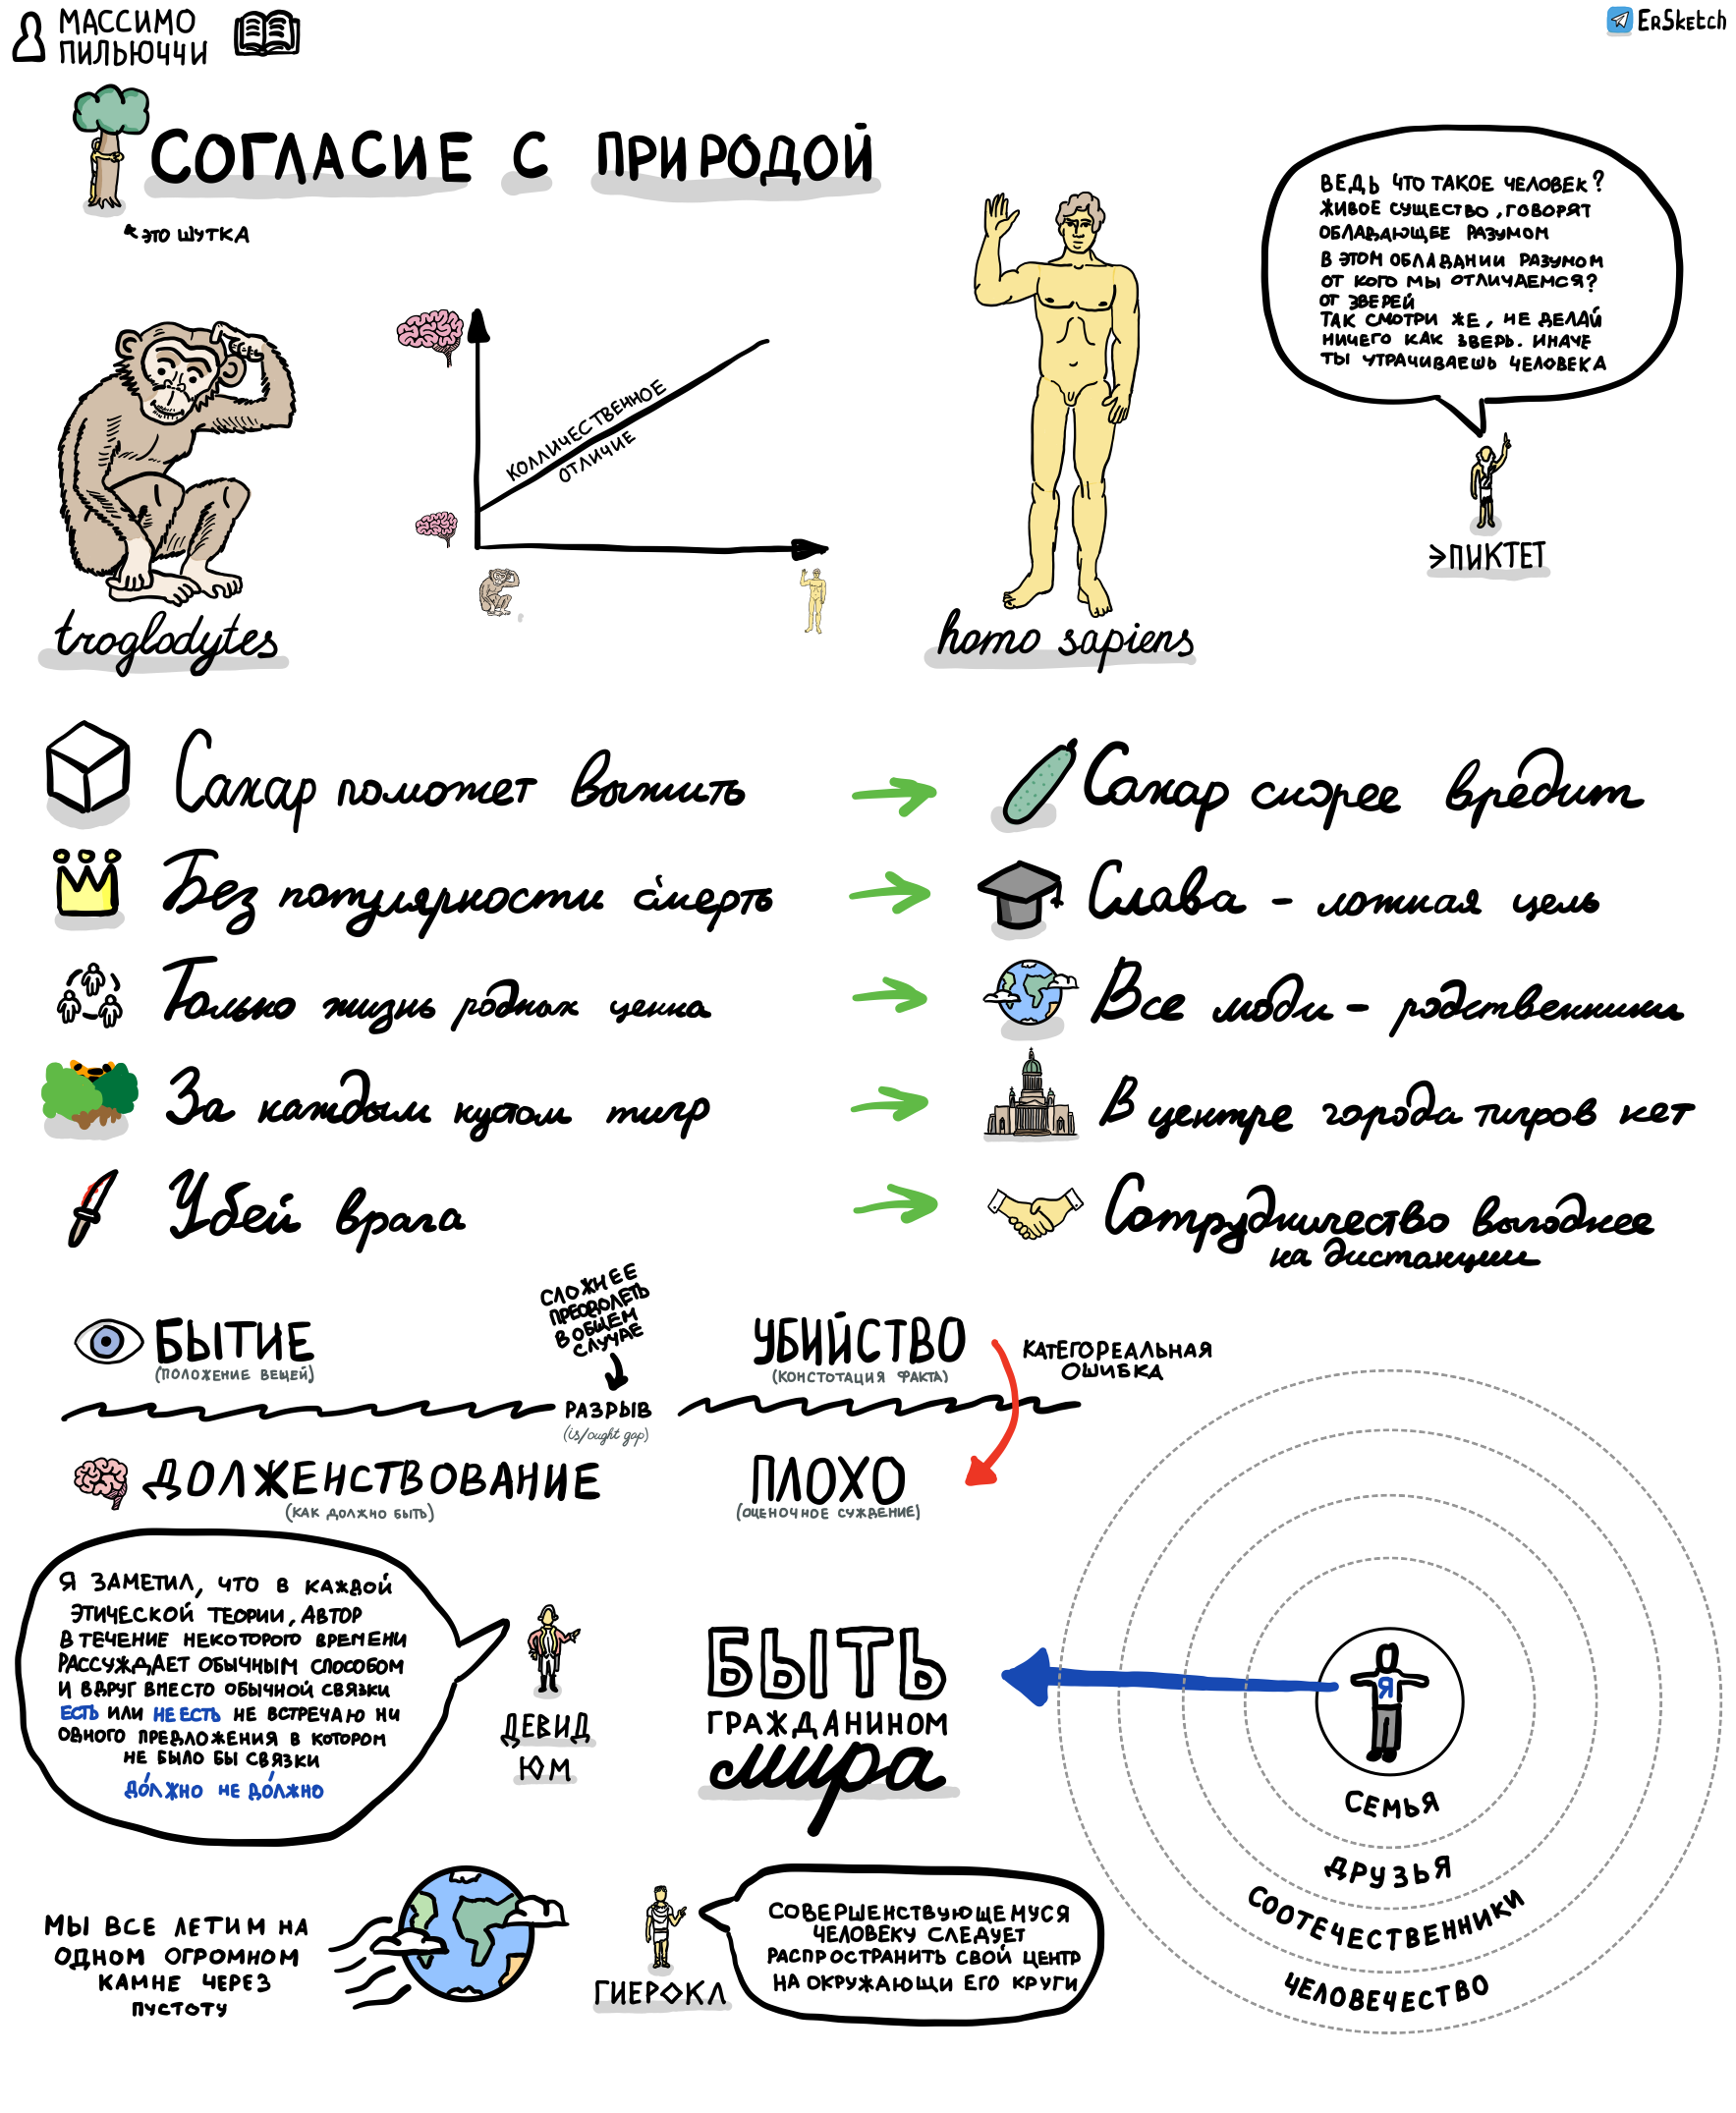 МАССИМО
ПИЛЬЮЧЧИ
ErSketch
СОГЛАСИЕ С ПРИРОДОЙ
ЭТО ШУТКА
ВЕДЬ ЧТО ТАКОЕ ЧЕЛОВЕК?
ЖИВОЕ СУЩЕСТВО, ГОВОРЯТ
ОБЛАДАЮЩЕЕ РАЗУМОМ
В ЭТОМ ОБЛАДАНИИ РАЗУМОМ
ОТ КОГО МЫ ОТЛИЧАЕМСЯ?
ОТ ЗВЕРЕЙ
ТАК СМОТРИ ЖЕ, НЕ ДЕЛАЙ
НИЧЕГО КАК ЗВЕРЬ. ИНАЧЕ
ТЫ УТРАЧИВАЕШЬ ЧЕЛОВЕКА
ЭПИКТЕТ
КОЛЛИЧЕСТВЕННОЕ
ОТЛИЧИЕ
troglodytes
homo sapiens
Сахар поможет выжить
Сахар скорее вредит
Без популярности смерть
Слава - ложная цель
Только жизнь родных ценна
Все люди - родственники
За каждым кустом тигр
В центре города тигров нет
Убей врага
Сотрудничество выгоднее
на дистанции
СЛОЖНЕЕ
ПРЕОДОЛЕТЬ
В ОБЩЕМ
СЛУЧАЕ
БЫТИЕ
(ПОЛОЖЕНИЕ ВЕЩЕЙ)
УБИЙСТВО
(КОНСТОТАЦИЯ ФАКТА)
КАТЕГОРЕАЛЬНАЯ
ОШИБКА
РАЗРЫВ
(is/ought gap)
ДОЛЖЕНСТВОВАНИЕ
(КАК ДОЛЖНО БЫТЬ)
ПЛОХО
(ОЦЕНОЧНОЕ СУЖДЕНИЕ)
Я ЗАМЕТИЛ, ЧТО В КАЖДОЙ
ЭТИЧЕСКОЙ ТЕОРИИ, АВТОР
В ТЕЧЕНИЕ НЕКОТОРОГО ВРЕМЕНИ
РАССУЖДАЕТ ОБЫЧНЫМ СПОСОБОМ
И ВДРУГ ВМЕСТО ОБЫЧНОЙ СВЯЗКИ
ЕСТЬ ИЛИ НЕ ЕСТЬ НЕ ВСТРЕЧАЮ НИ
ОДНОГО ПРЕДЛОЖЕНИЯ В КОТОРОМ
НЕ БЫЛО БЫ СВЯЗКИ
ДО́ЛЖНО НЕ ДО́ЛЖНО
ДЕВИД
ЮМ
БЫТЬ
ГРАЖДАНИНОМ
мира
Я
СЕМЬЯ
ДРУЗЬЯ
СООТЕЧЕСТВЕННИКИ
ЧЕЛОВЕЧЕСТВО
МЫ ВСЕ ЛЕТИМ НА
ОДНОМ ОГРОМНОМ
КАМНЕ ЧЕРЕЗ
ПУСТОТУ
ГИЕРОКЛ
СОВЕРШЕНСТВУЮЩЕМУСЯ
ЧЕЛОВЕКУ СЛЕДУЕТ
РАСПРОСТРАНИТЬ СВОЙ ЦЕНТР
НА ОКРУЖАЮЩИ ЕГО КРУГИ